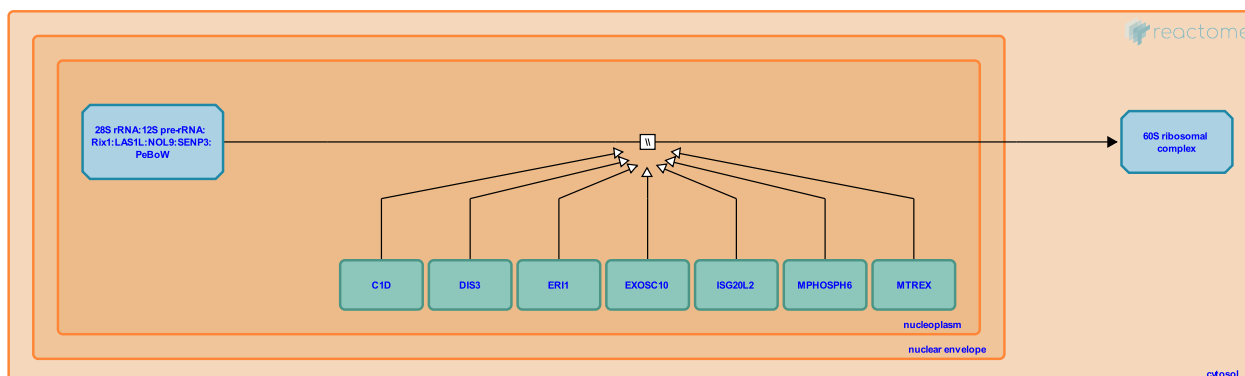 reactome
28S rRNA:12S pre-rRNA:
Rix1:LAS1L:NOL9:SENP3:
PeBoW
\\
60S ribosomal
complex
C1D
DIS3
ERI1
EXOSC10
ISG20L2
MPHOSPH6
MTREX
nucleoplasm
nuclear envelope
cytosol